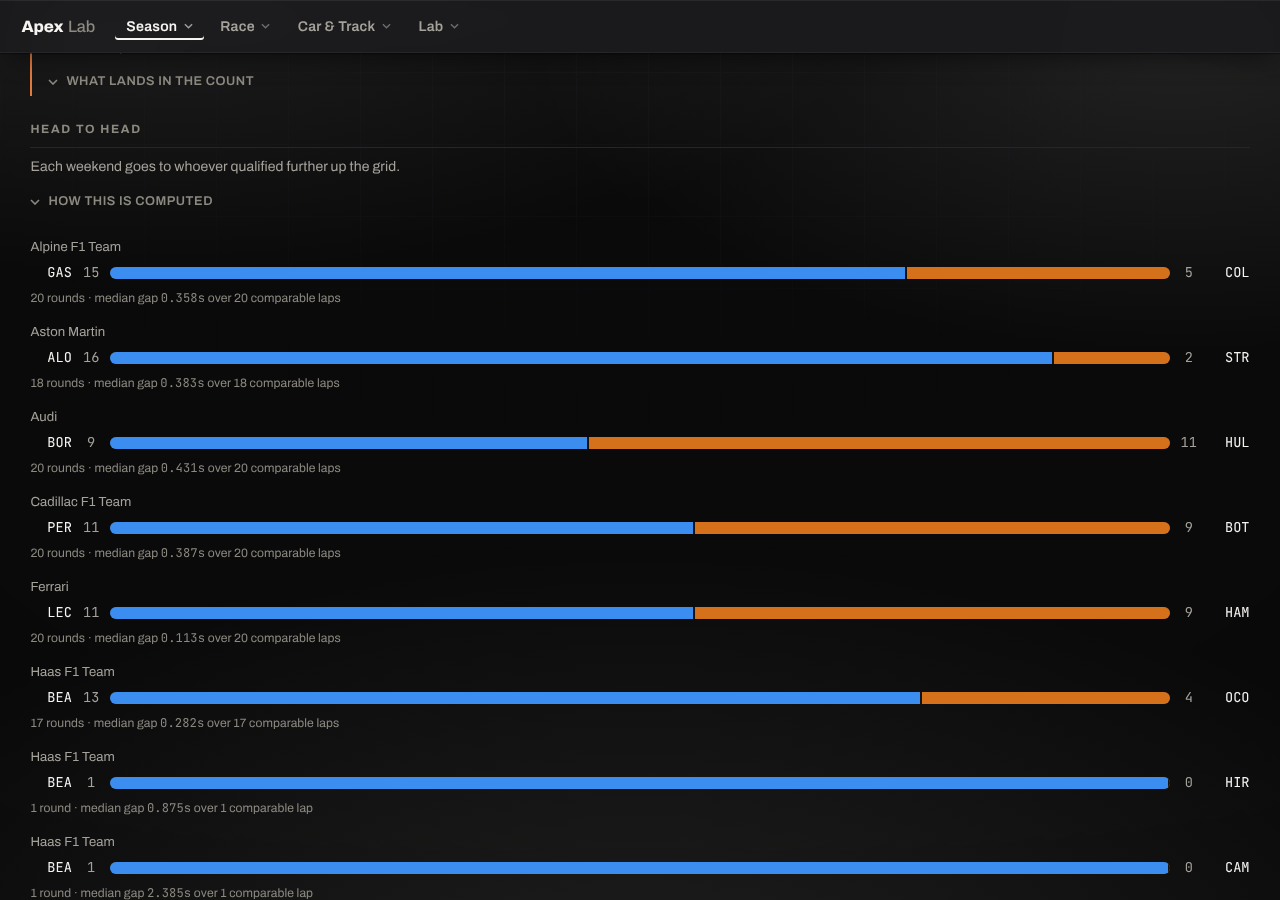 Apex Lab Season Race Car & Track Lab
WHAT LANDS IN THE COUNT
HEAD TO HEAD
Each weekend goes to whoever qualified further up the grid.
HOW THIS IS COMPUTED
Alpine F1 Team
GAS 15 5 COL
20 rounds · median gap 0.358s over 20 comparable laps
Aston Martin
ALO 16 2 STR
18 rounds · median gap 0.383s over 18 comparable laps
Audi
BOR 9 11 HUL
20 rounds · median gap 0.431s over 20 comparable laps
Cadillac F1 Team
PER 11 9 BOT
20 rounds · median gap 0.387s over 20 comparable laps
Ferrari
LEC 11 9 HAM
20 rounds · median gap 0.113s over 20 comparable laps
Haas F1 Team
BEA 13 4 OCO
17 rounds · median gap 0.282s over 17 comparable laps
Haas F1 Team
BEA 1 0 HIR
1 round · median gap 0.875s over 1 comparable lap
Haas F1 Team
BEA 1 0 CAM
1 round · median gap 2.385s over 1 comparable lap